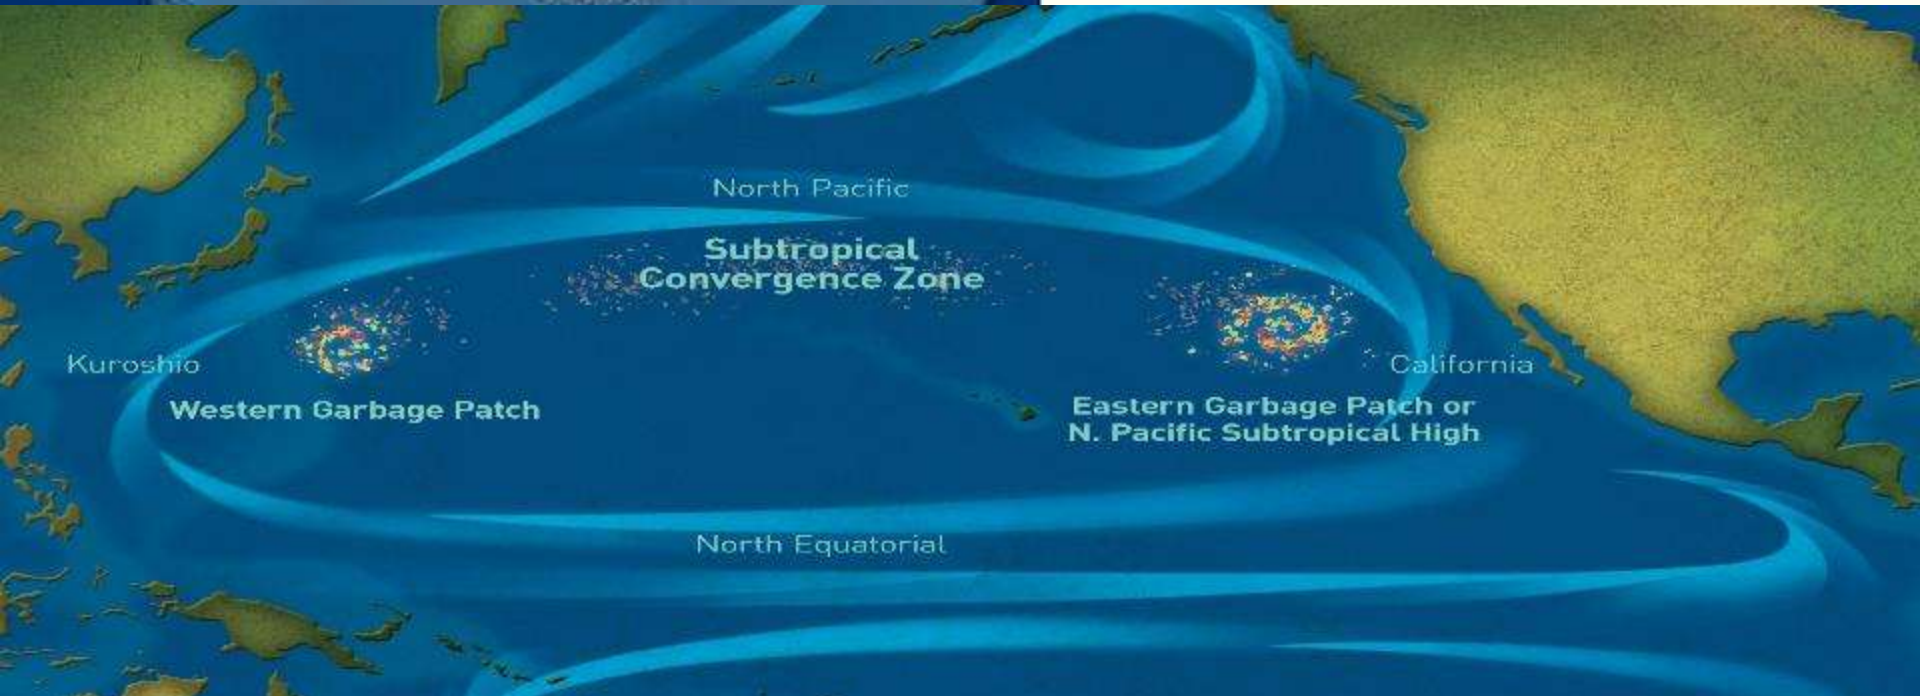 North Pacific
Subtropical
Convergence Zone
Kuroshio
California
Western Garbage Patch
Eastern Garbage Patch or
N. Pacific Subtropical High
North Equatorial